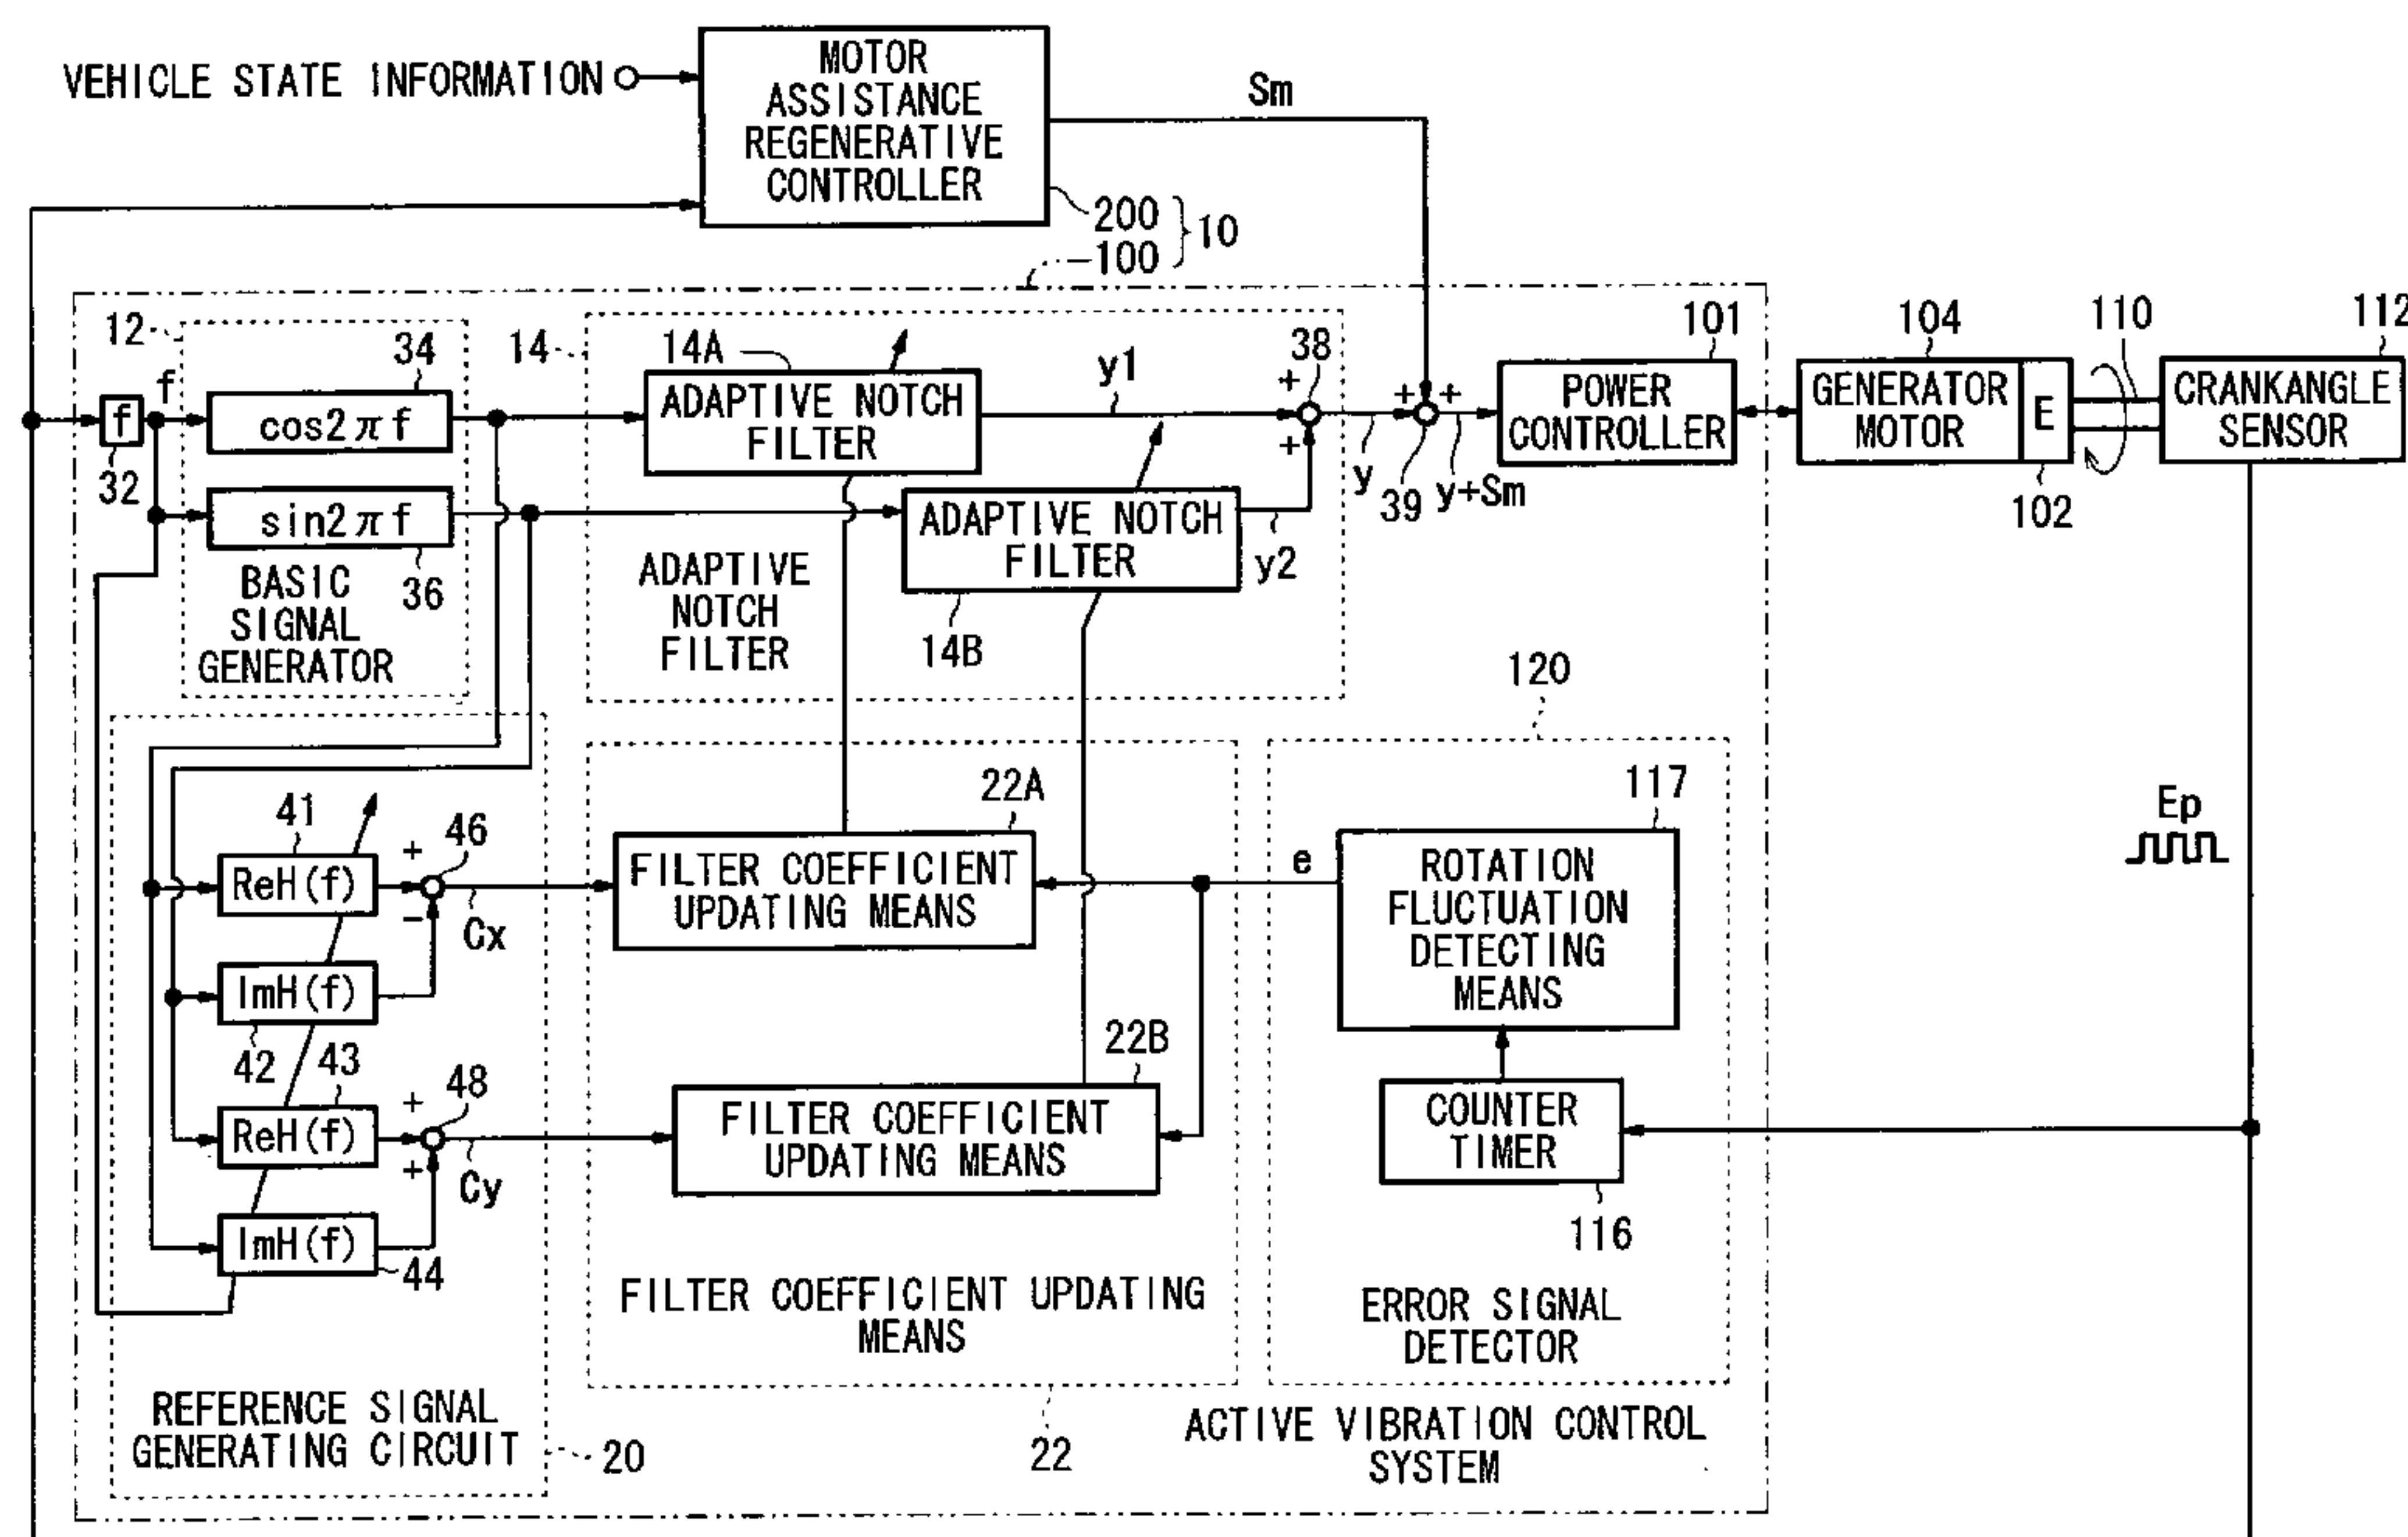 VEHICLE STATE INFORMATION
MOTOR
ASSISTANCE
REGENERATIVE
CONTROLLER
Sm
200
100
10
12
34
14
14A
y1
38
101
104
110
112
f
f
cos2πf
ADAPTIVE NOTCH
FILTER
+
+
+ +
POWER
CONTROLLER
GENERATOR
MOTOR
E
CRANKANGLE
SENSOR
32
sin2πf
36
ADAPTIVE NOTCH
FILTER
y2
y
39
y+Sm
102
BASIC
SIGNAL
GENERATOR
ADAPTIVE
NOTCH
FILTER
14B
120
41
+
46
22A
117
Ep
ReH(f)
-
Cx
FILTER COEFFICIENT
UPDATING MEANS
e
ROTATION
FLUCTUATION
DETECTING
MEANS
ImH(f)
42
43
+
48
22B
ReH(f)
+
Cy
FILTER COEFFICIENT
UPDATING MEANS
COUNTER
TIMER
116
ImH(f)
44
FILTER COEFFICIENT UPDATING
MEANS
ERROR SIGNAL
DETECTOR
REFERENCE SIGNAL
GENERATING CIRCUIT
20
22
ACTIVE VIBRATION CONTROL
SYSTEM